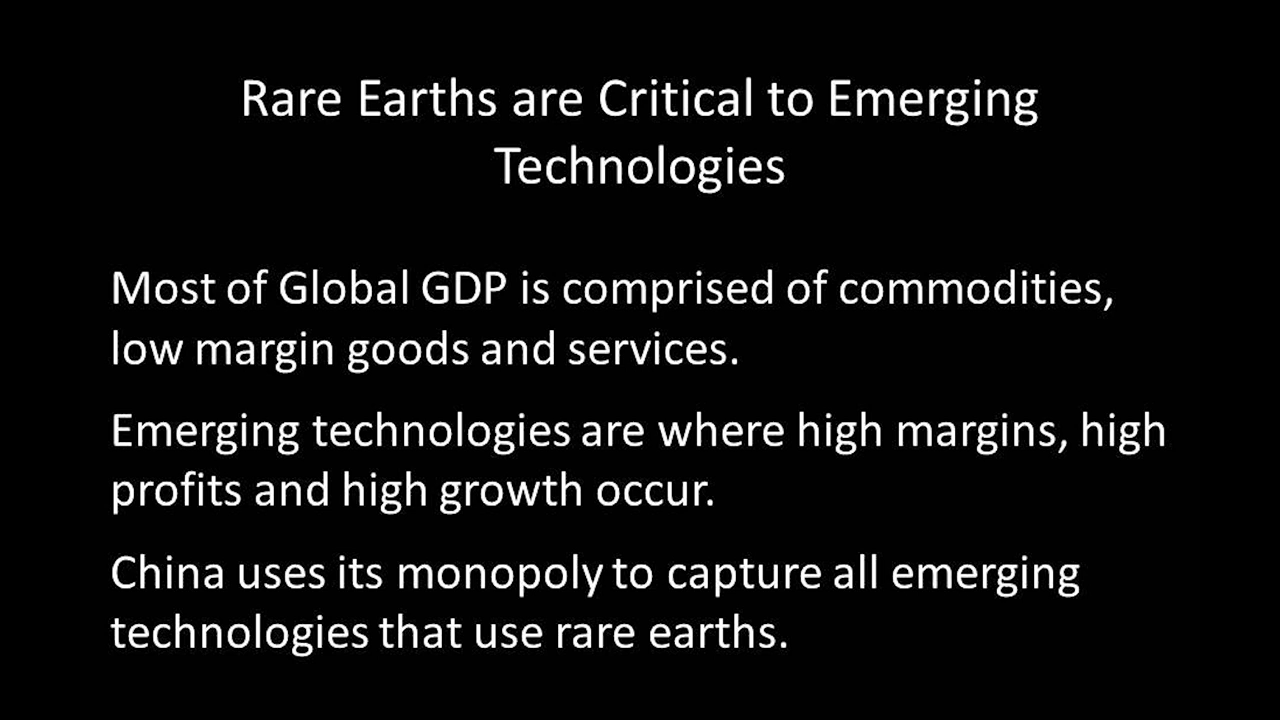 Rare Earths are Critical to Emerging
Technologies
Most of Global GDP is comprised of commodities,
low margin goods and services.
Emerging technologies are where high margins, high
profits and high growth occur.
China uses its monopoly to capture all emerging
technologies that use rare earths.